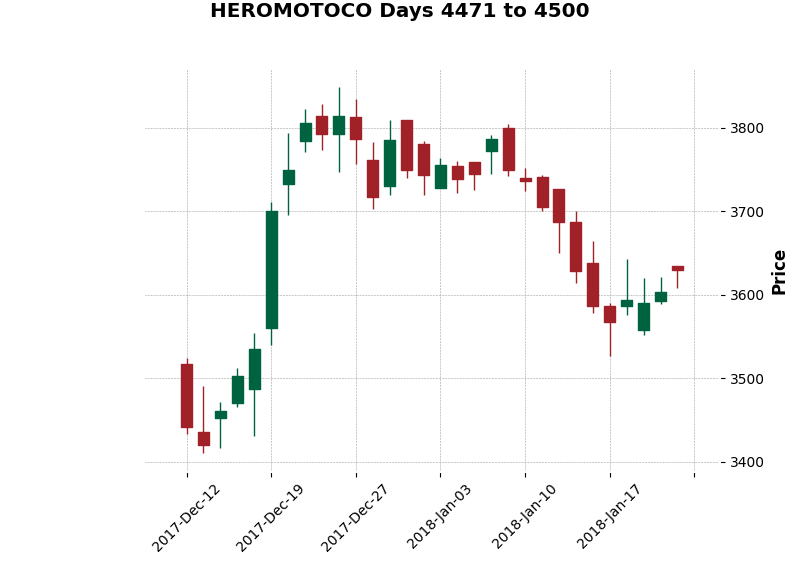 HEROMOTOCO Days 4471 to 4500
3800
3700
3600
3500
3400
Price
2017-Dec-12
2017-Dec-19
2017-Dec-27
2018-Jan-03
2018-Jan-10
2018-Jan-17